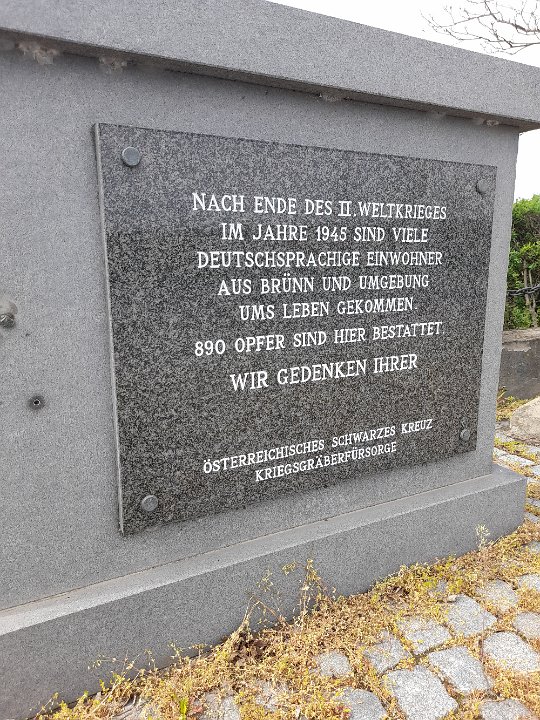 NACH ENDE DES II. WELTKRIEGES
IM JAHRE 1945 SIND VIELE
DEUTSCHSPRACHIGE EINWOHNER
AUS BRÜNN UND UMGEBUNG
UMS LEBEN GEKOMMEN.
890 OPFER SIND HIER BESTATTET.
WIR GEDENKEN IHRER
ÖSTERREICHISCHES SCHWARZES KREUZ
KRIEGSGRÄBERFÜRSORGE